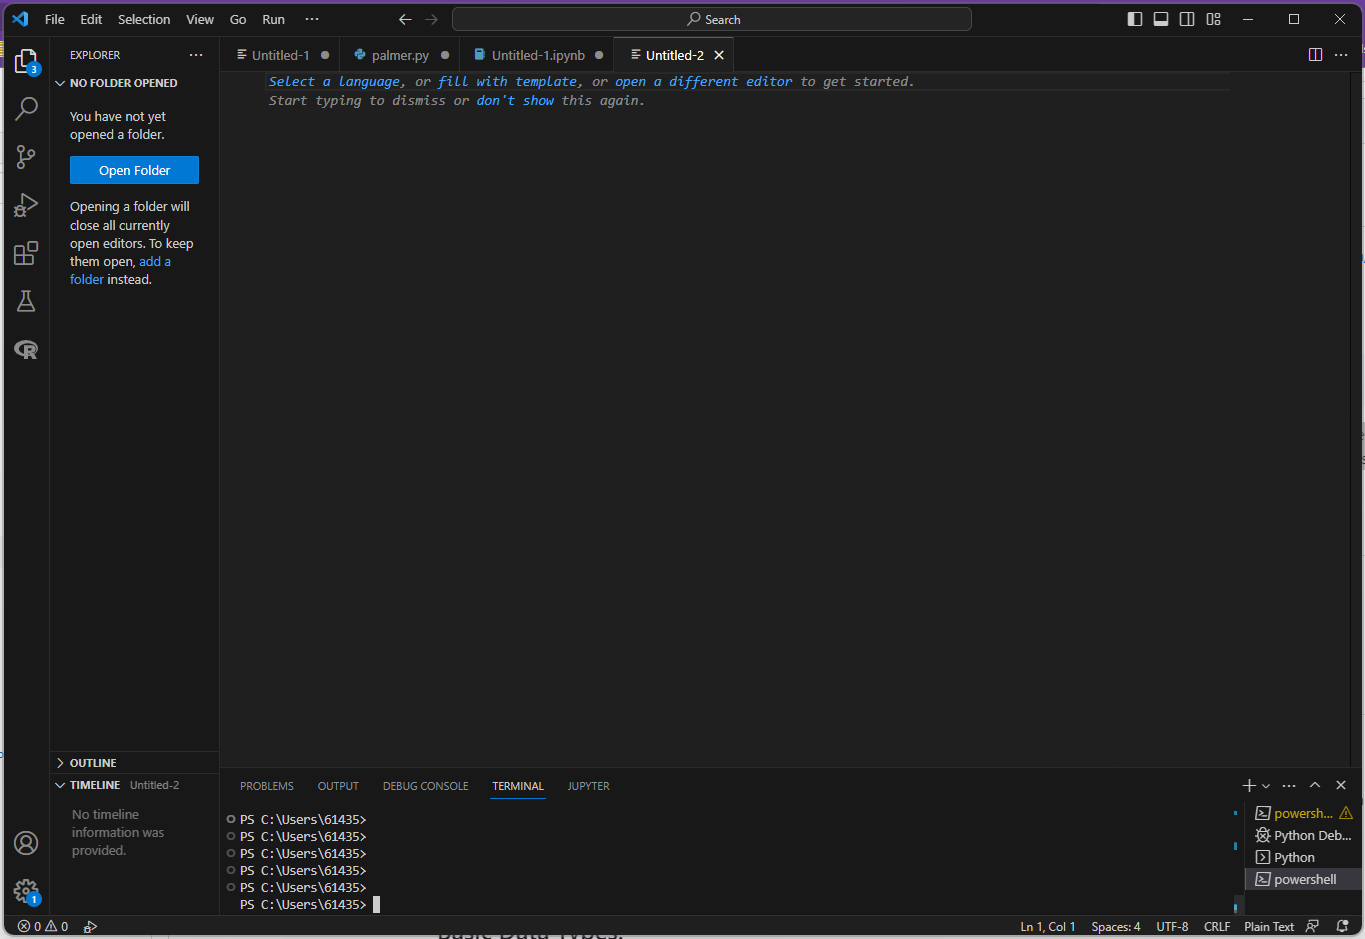 File Edit Selection View Go Run ···
Search
EXPLORER ···
Untitled-1
palmer.py
Untitled-1.ipynb
Untitled-2
3
NO FOLDER OPENED
You have not yet
opened a folder.
Open Folder
Opening a folder will
close all currently
open editors. To keep
them open, add a
folder instead.
Select a language, or fill with template, or open a different editor to get started.
Start typing to dismiss or don't show this again.
R
OUTLINE
TIMELINE Untitled-2
No timeline
information was
provided.
1
PROBLEMS OUTPUT DEBUG CONSOLE TERMINAL JUPYTER
PS C:\Users\61435>
PS C:\Users\61435>
PS C:\Users\61435>
PS C:\Users\61435>
PS C:\Users\61435>
PS C:\Users\61435>
powersh...
Python Deb...
Python
powershell
0 0
Ln 1, Col 1 Spaces: 4 UTF-8 CRLF Plain Text
Basic Data Types: